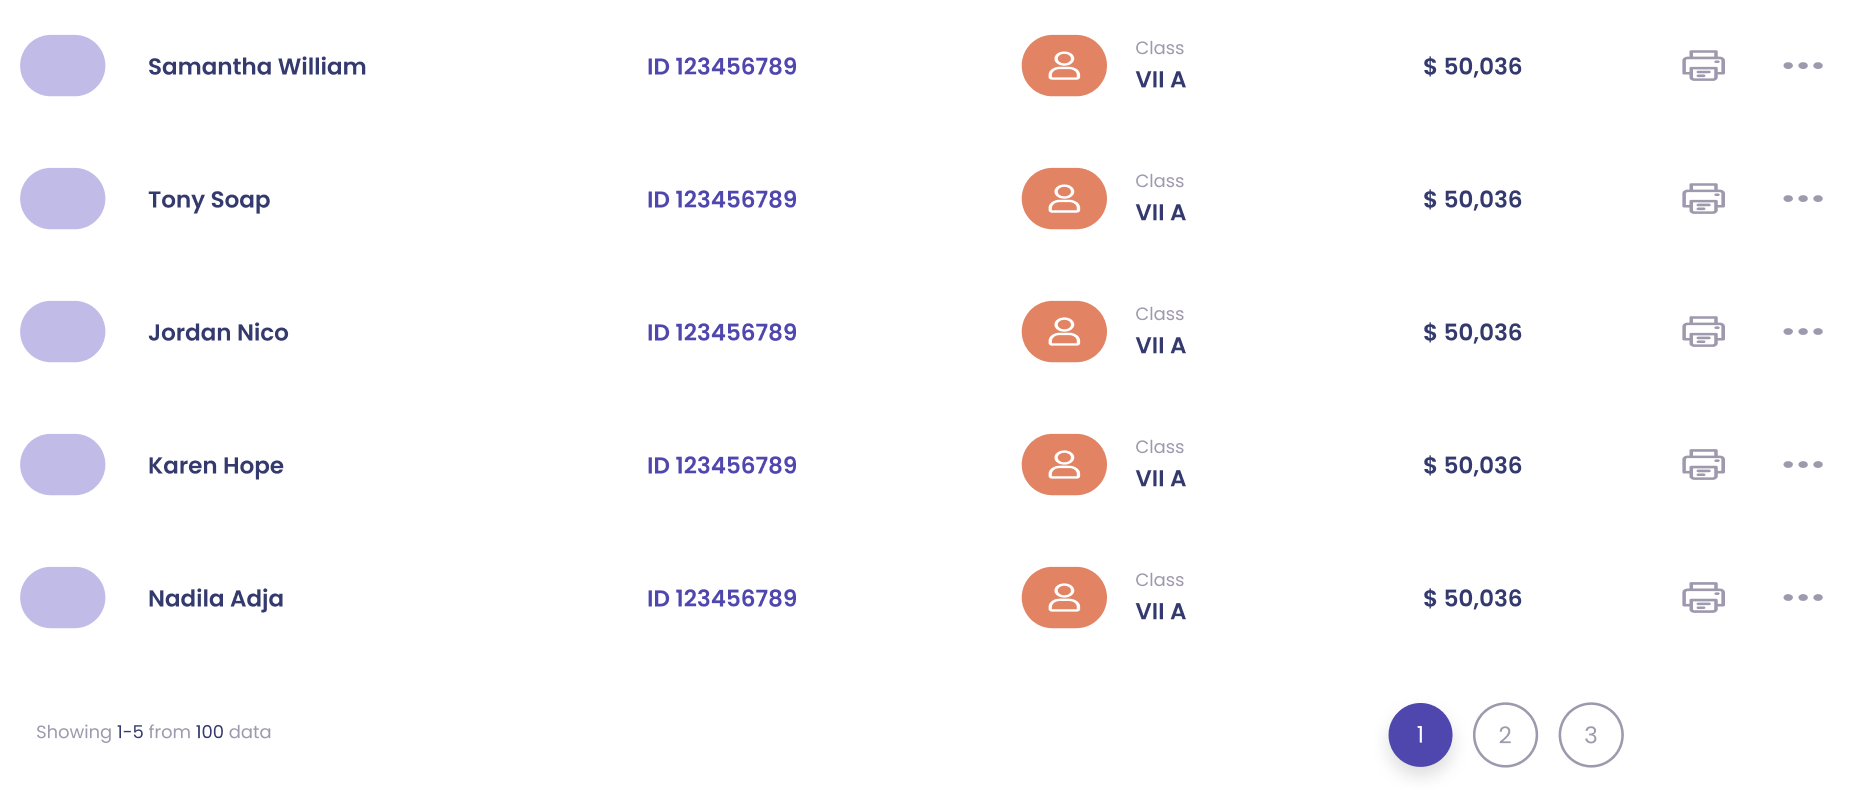 Samantha William ID 123456789 Class VII A $ 50,036
Tony Soap ID 123456789 Class VII A $ 50,036
Jordan Nico ID 123456789 Class VII A $ 50,036
Karen Hope ID 123456789 Class VII A $ 50,036
Nadila Adja ID 123456789 Class VII A $ 50,036
Showing 1-5 from 100 data 1 2 3